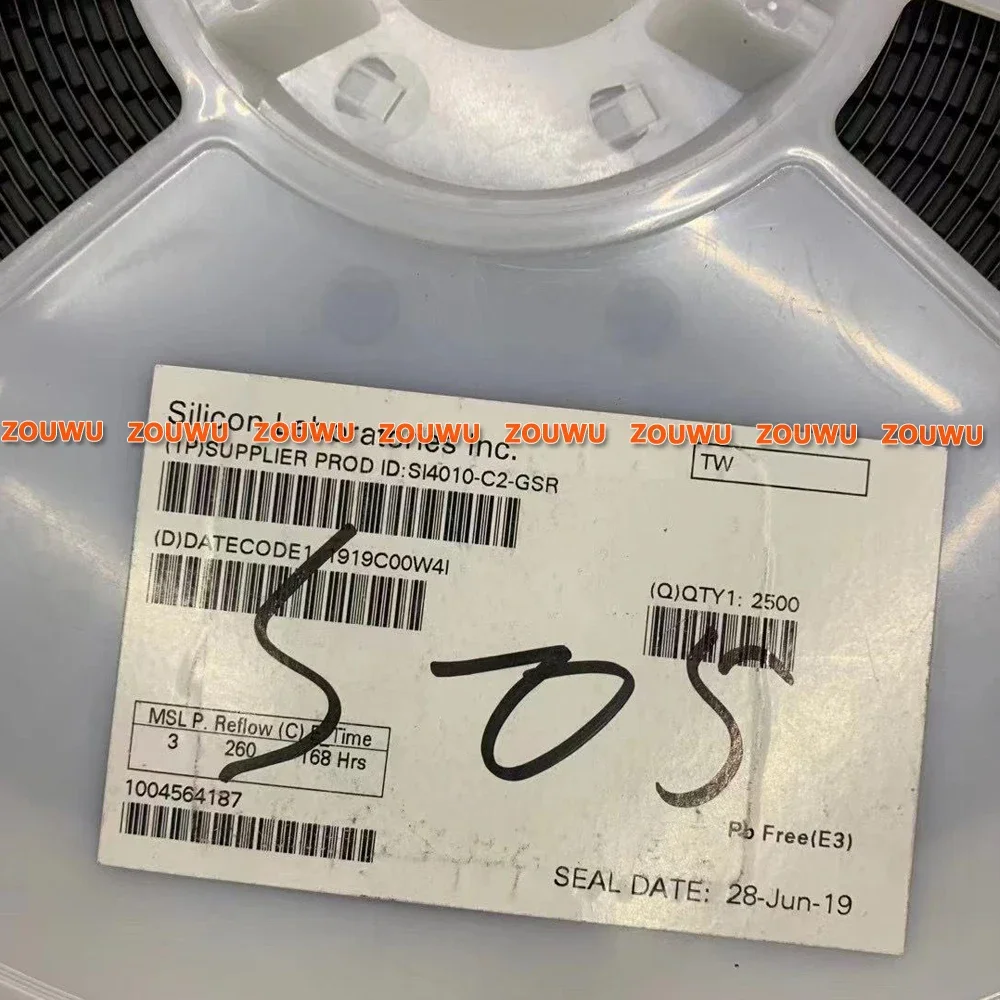 Silicon Laboratories Inc.
ZOUWU ZOUWU ZOUWU ZOUWU ZOUWU ZOUWU ZOUWU ZOUWU
(1P)SUPPLIER PROD ID:SI4010-C2-GSR
TW
(D)DATECODE1: 1919C00W4I
(Q)QTY1: 2500
505
MSL P. Reflow (C) F_Time
3 260 168 Hrs
1004564187
Pb Free(E3)
SEAL DATE: 28-Jun-19